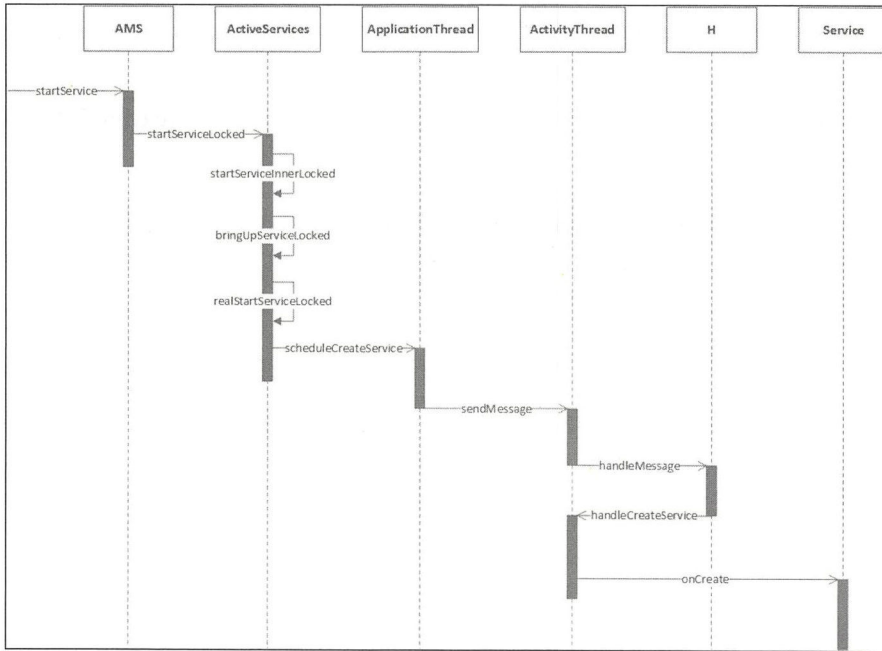 AMS
ActiveServices
ApplicationThread
ActivityThread
H
Service
startService
startServiceLocked
startServiceInnerLocked
bringUpServiceLocked
realStartServiceLocked
scheduleCreateService
sendMessage
handleMessage
handleCreateService
onCreate